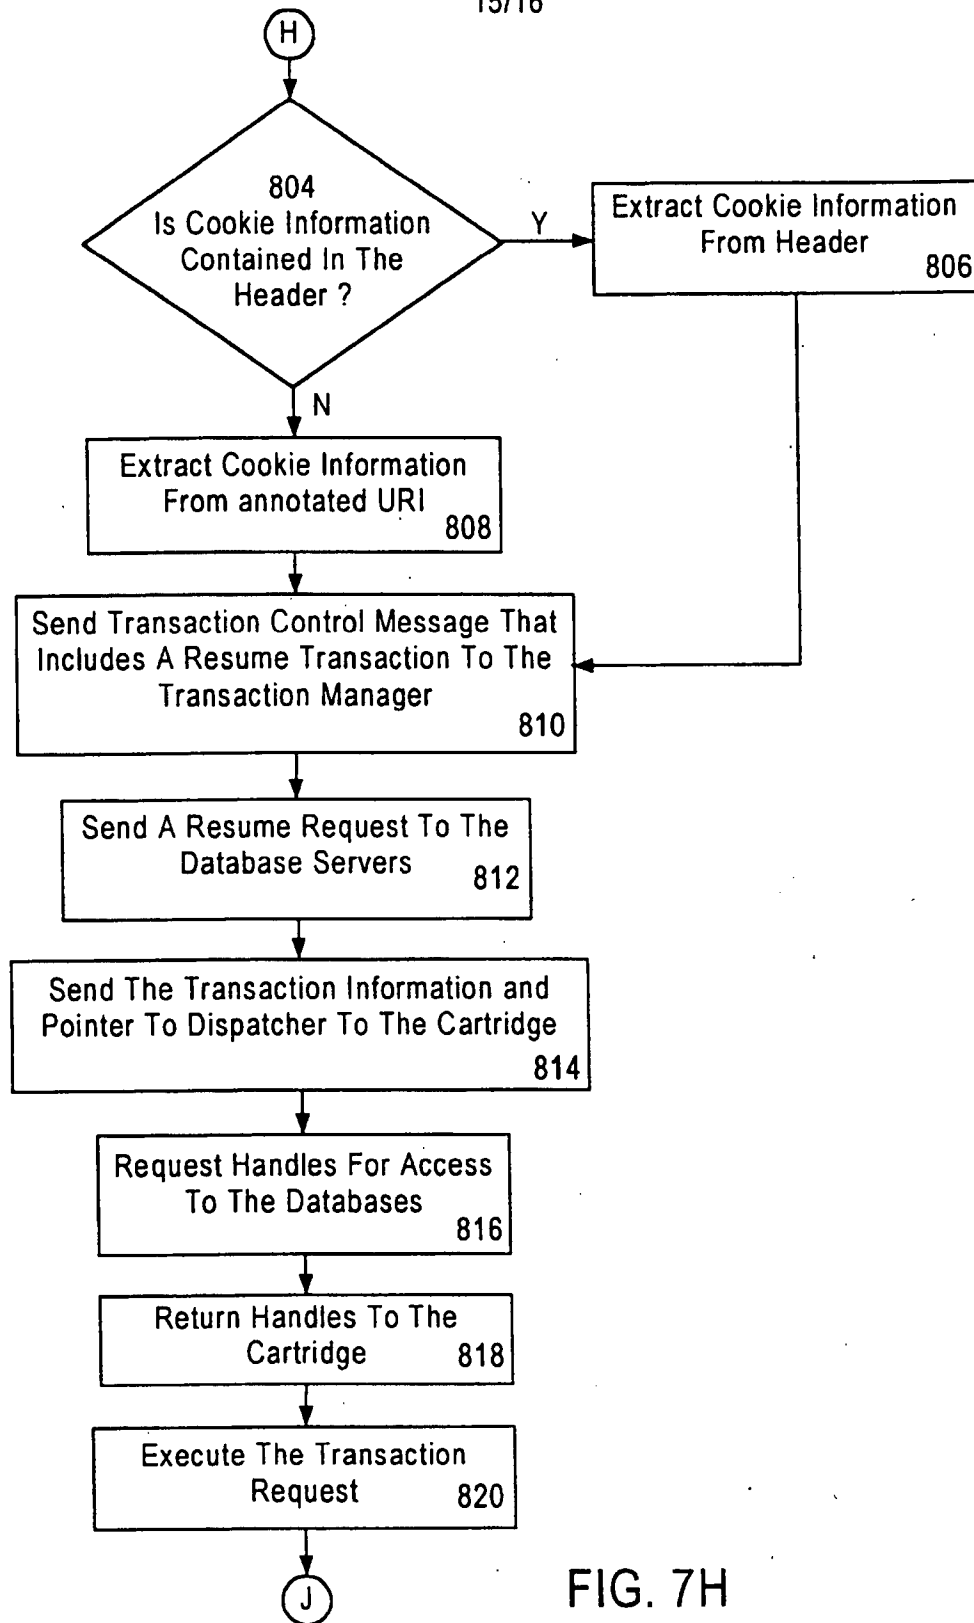 15/16
H
804
Is Cookie Information
Contained In The
Header ?
Y
Extract Cookie Information
From Header
806
N
Extract Cookie Information
From annotated URI
808
Send Transaction Control Message That
Includes A Resume Transaction To The
Transaction Manager
810
Send A Resume Request To The
Database Servers
812
Send The Transaction Information and
Pointer To Dispatcher To The Cartridge
814
Request Handles For Access
To The Databases
816
Return Handles To The
Cartridge
818
Execute The Transaction
Request
820
J
FIG. 7H